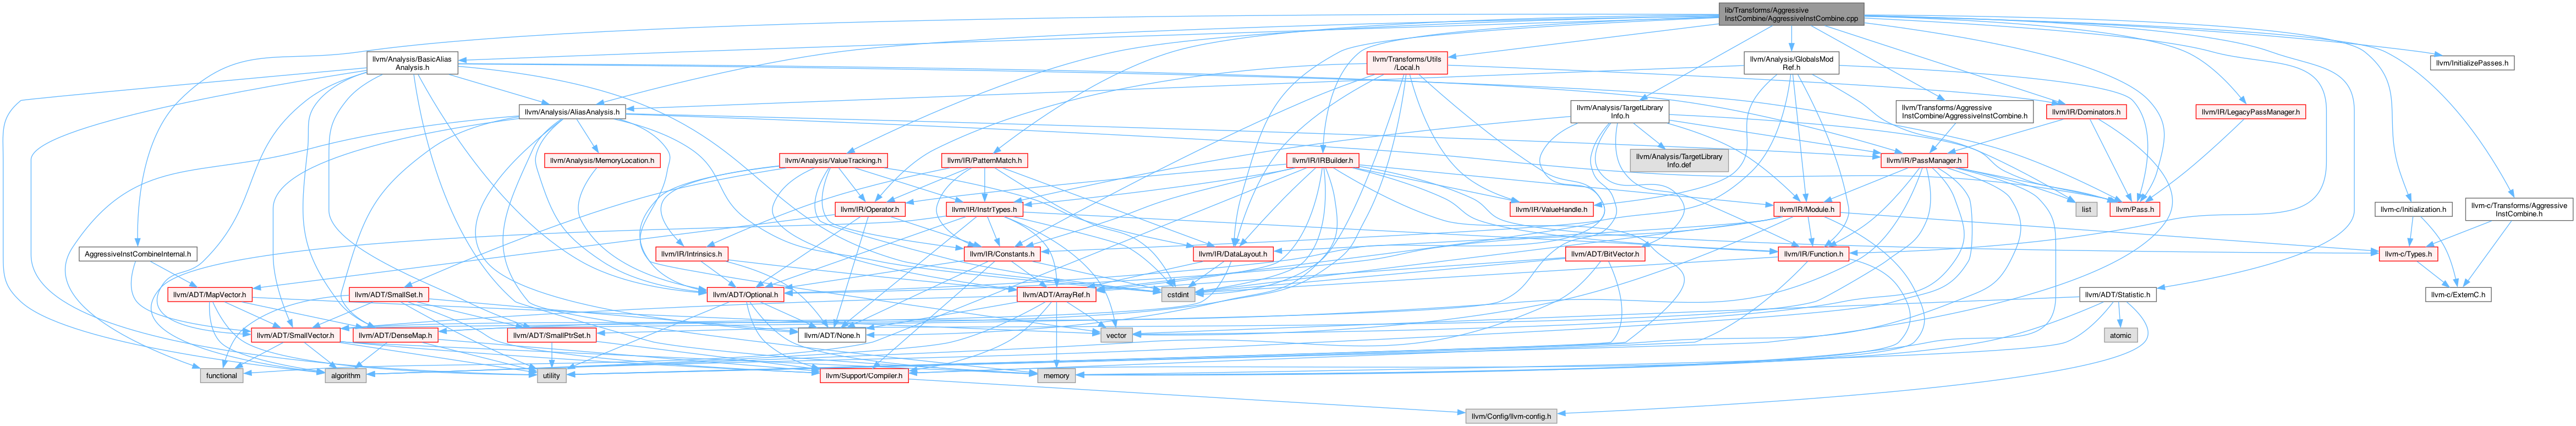 lib/Transforms/Aggressive
InstCombine/AggressiveInstCombine.cpp
llvm/Analysis/BasicAlias
Analysis.h
llvm/Transforms/Utils
/Local.h
llvm/Analysis/GlobalsMod
Ref.h
llvm/InitializePasses.h
llvm/Analysis/AliasAnalysis.h
llvm/Analysis/TargetLibrary
Info.h
llvm/Transforms/Aggressive
InstCombine/AggressiveInstCombine.h
llvm/IR/Dominators.h
llvm/IR/LegacyPassManager.h
llvm/Analysis/MemoryLocation.h
llvm/Analysis/ValueTracking.h
llvm/IR/PatternMatch.h
llvm/IR/IRBuilder.h
llvm/Analysis/TargetLibrary
Info.def
llvm/IR/PassManager.h
llvm/IR/Operator.h
llvm/IR/InstrTypes.h
llvm/IR/ValueHandle.h
llvm/IR/Module.h
list
llvm/Pass.h
llvm-c/Initialization.h
llvm-c/Transforms/Aggressive
InstCombine.h
AggressiveInstCombineInternal.h
llvm/IR/Intrinsics.h
llvm/IR/Constants.h
llvm/IR/DataLayout.h
llvm/ADT/BitVector.h
llvm/IR/Function.h
llvm-c/Types.h
llvm/ADT/MapVector.h
llvm/ADT/SmallSet.h
llvm/ADT/Optional.h
llvm/ADT/ArrayRef.h
cstdint
llvm/ADT/Statistic.h
llvm-c/ExternC.h
llvm/ADT/SmallVector.h
llvm/ADT/DenseMap.h
llvm/ADT/SmallPtrSet.h
llvm/ADT/None.h
vector
atomic
functional
algorithm
utility
llvm/Support/Compiler.h
memory
llvm/Config/llvm-config.h